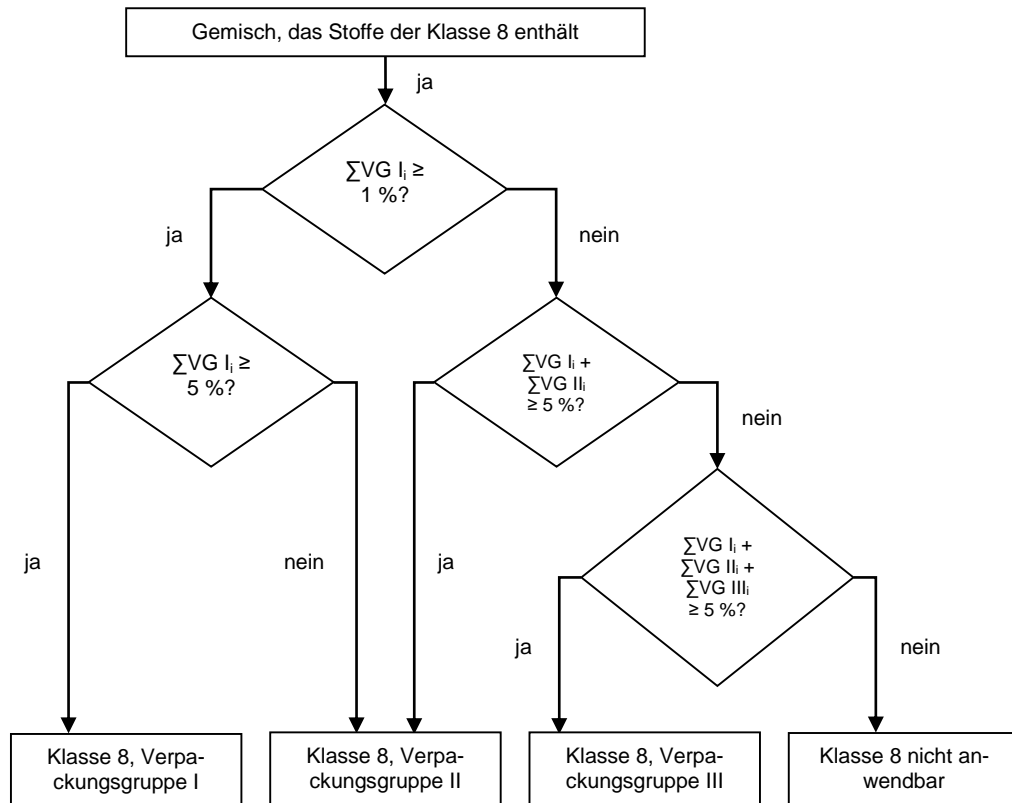 Gemisch, das Stoffe der Klasse 8 enthält
ja
∑VG Iᵢ ≥
1 %?
ja
nein
∑VG Iᵢ ≥
5 %?
∑VG Iᵢ +
∑VG IIᵢ
≥ 5 %?
nein
∑VG Iᵢ +
∑VG IIᵢ +
∑VG IIIᵢ
≥ 5 %?
ja
nein
ja
ja
nein
Klasse 8, Verpa-
ckungsgruppe I
Klasse 8, Verpa-
ckungsgruppe II
Klasse 8, Verpa-
ckungsgruppe III
Klasse 8 nicht an-
wendbar